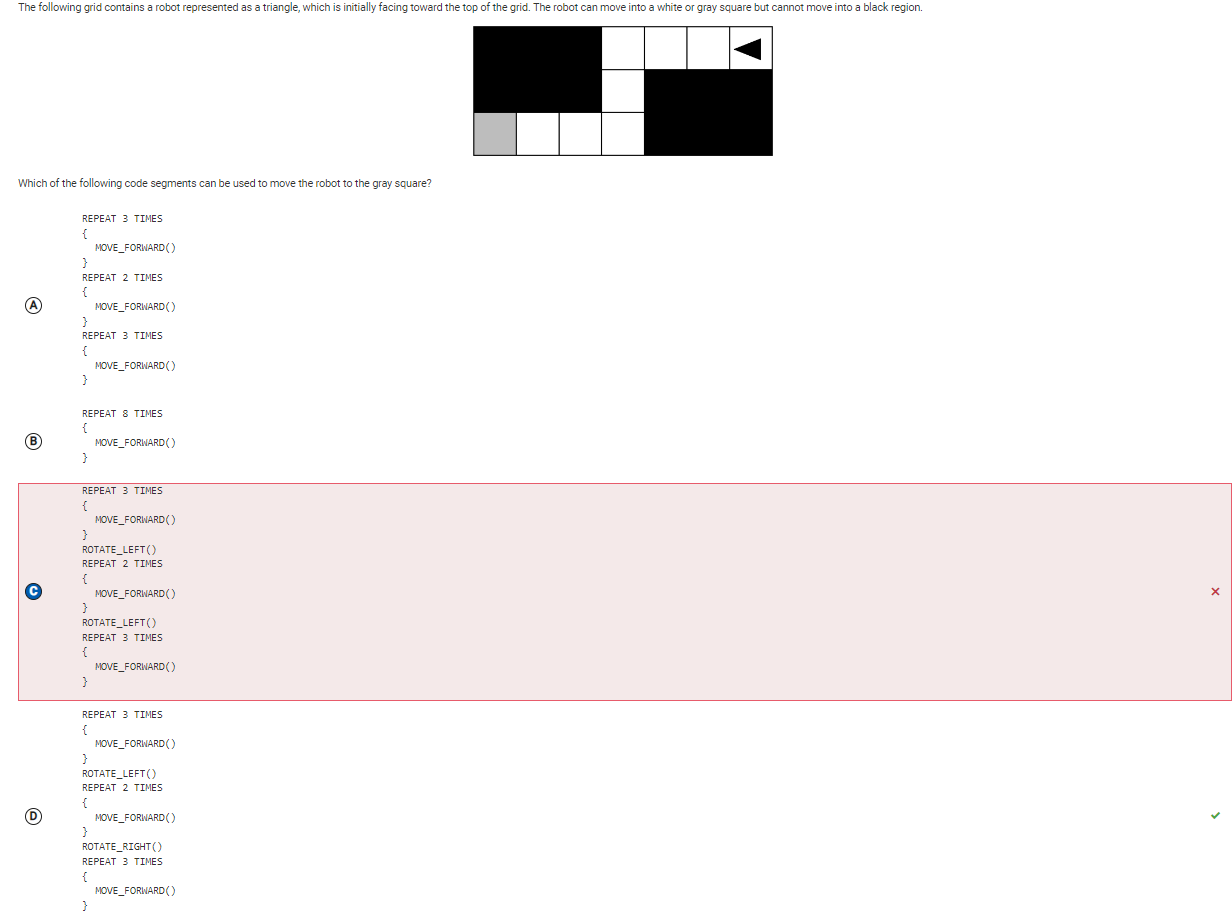 The following grid contains a robot represented as a triangle, which is initially facing toward the top of the grid. The robot can move into a white or gray square but cannot move into a black region.
Which of the following code segments can be used to move the robot to the gray square?
A
REPEAT 3 TIMES
{
MOVE_FORWARD()
}
REPEAT 2 TIMES
{
MOVE_FORWARD()
}
REPEAT 3 TIMES
{
MOVE_FORWARD()
}
B
REPEAT 8 TIMES
{
MOVE_FORWARD()
}
C
REPEAT 3 TIMES
{
MOVE_FORWARD()
}
ROTATE_LEFT()
REPEAT 2 TIMES
{
MOVE_FORWARD()
}
ROTATE_LEFT()
REPEAT 3 TIMES
{
MOVE_FORWARD()
}
D
REPEAT 3 TIMES
{
MOVE_FORWARD()
}
ROTATE_LEFT()
REPEAT 2 TIMES
{
MOVE_FORWARD()
}
ROTATE_RIGHT()
REPEAT 3 TIMES
{
MOVE_FORWARD()
}